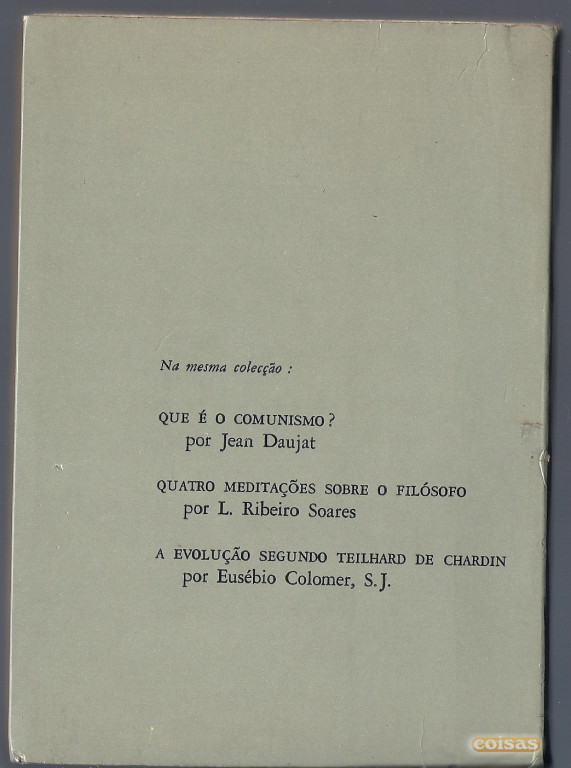 Na mesma colecção :
QUE É O COMUNISMO?
por Jean Daujat
QUATRO MEDITAÇÕES SOBRE O FILÓSOFO
por L. Ribeiro Soares
A EVOLUÇÃO SEGUNDO TEILHARD DE CHARDIN
por Eusébio Colomer, S.J.
coisas